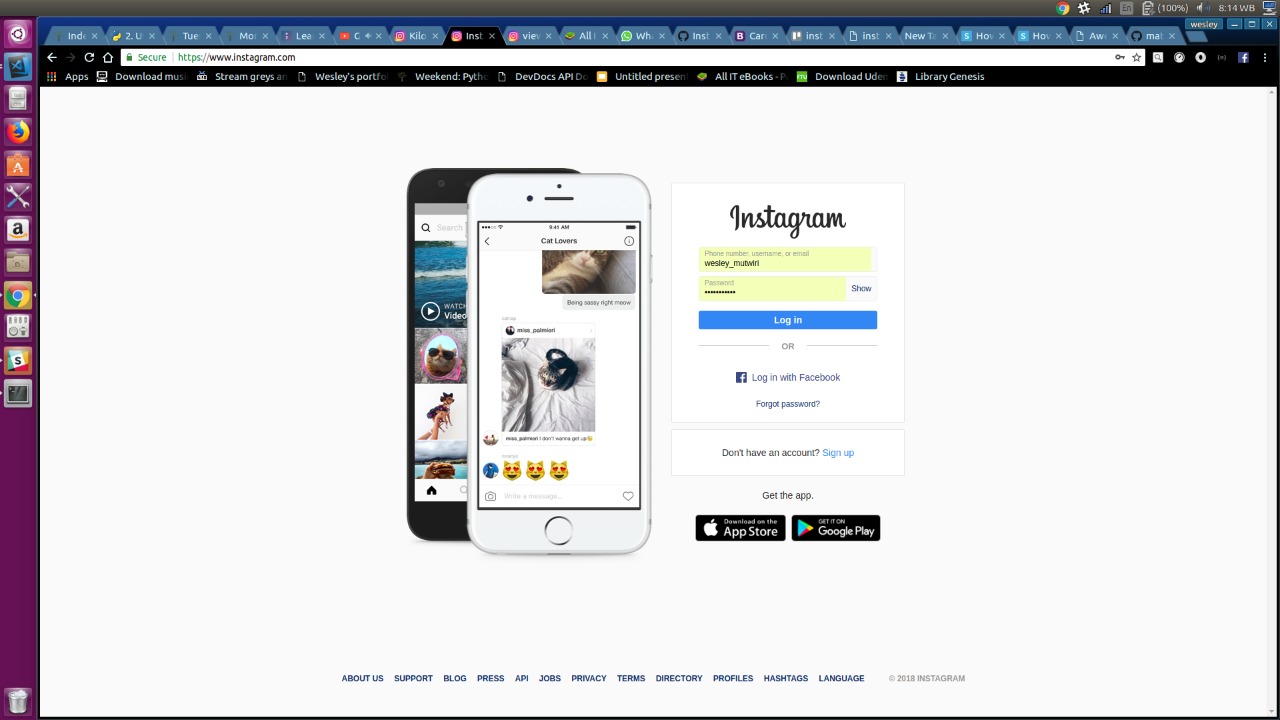 En (100%) 8:14 WB
wesley
Inde 2. U Tue Mo Lea C Kilo Inst view All I Wha Inst Care inst inst New Ta How How Awe mat
Secure https://www.instagram.com
Apps Download musi Stream greys an Wesley's portfo Weekend: Pytho DevDocs API Do Untitled present All IT eBooks - Download Uden Library Genesis
Search
WATCH
Video
9:41 AM
Cat Lovers
Being sassy right meow
miss_palmieri
miss_palmieri I don't wanna get up
Write a message...
Instagram
Phone number, username, or email
wesley_mutwiri
Password
•••••••••••
Show
Log in
OR
Log in with Facebook
Forgot password?
Don't have an account? Sign up
Get the app.
Download on the
App Store
GET IT ON
Google Play
ABOUT US SUPPORT BLOG PRESS API JOBS PRIVACY TERMS DIRECTORY PROFILES HASHTAGS LANGUAGE © 2018 INSTAGRAM